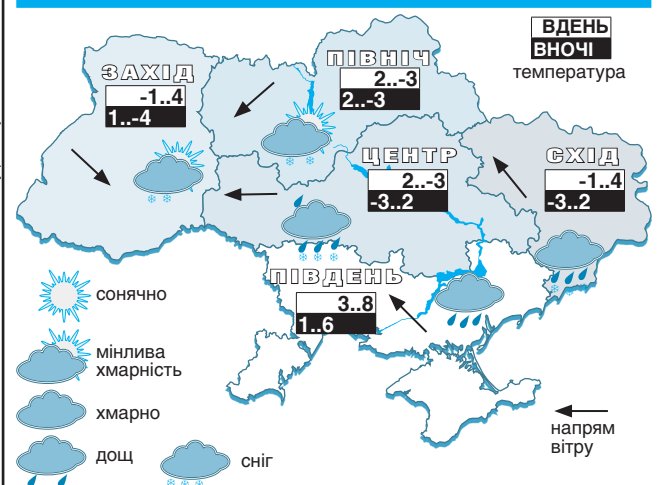 ВДЕНЬ
ВНОЧІ
температура
ПІВНІЧ
2..-3
2..-3
ЗАХІД
-1..4
1..-4
ЦЕНТР
2..-3
-3..2
СХІД
-1..4
-3..2
ПІВДЕНЬ
3..8
1..6
сонячно
мінлива
хмарність
хмарно
дощ
сніг
напрям
вітру